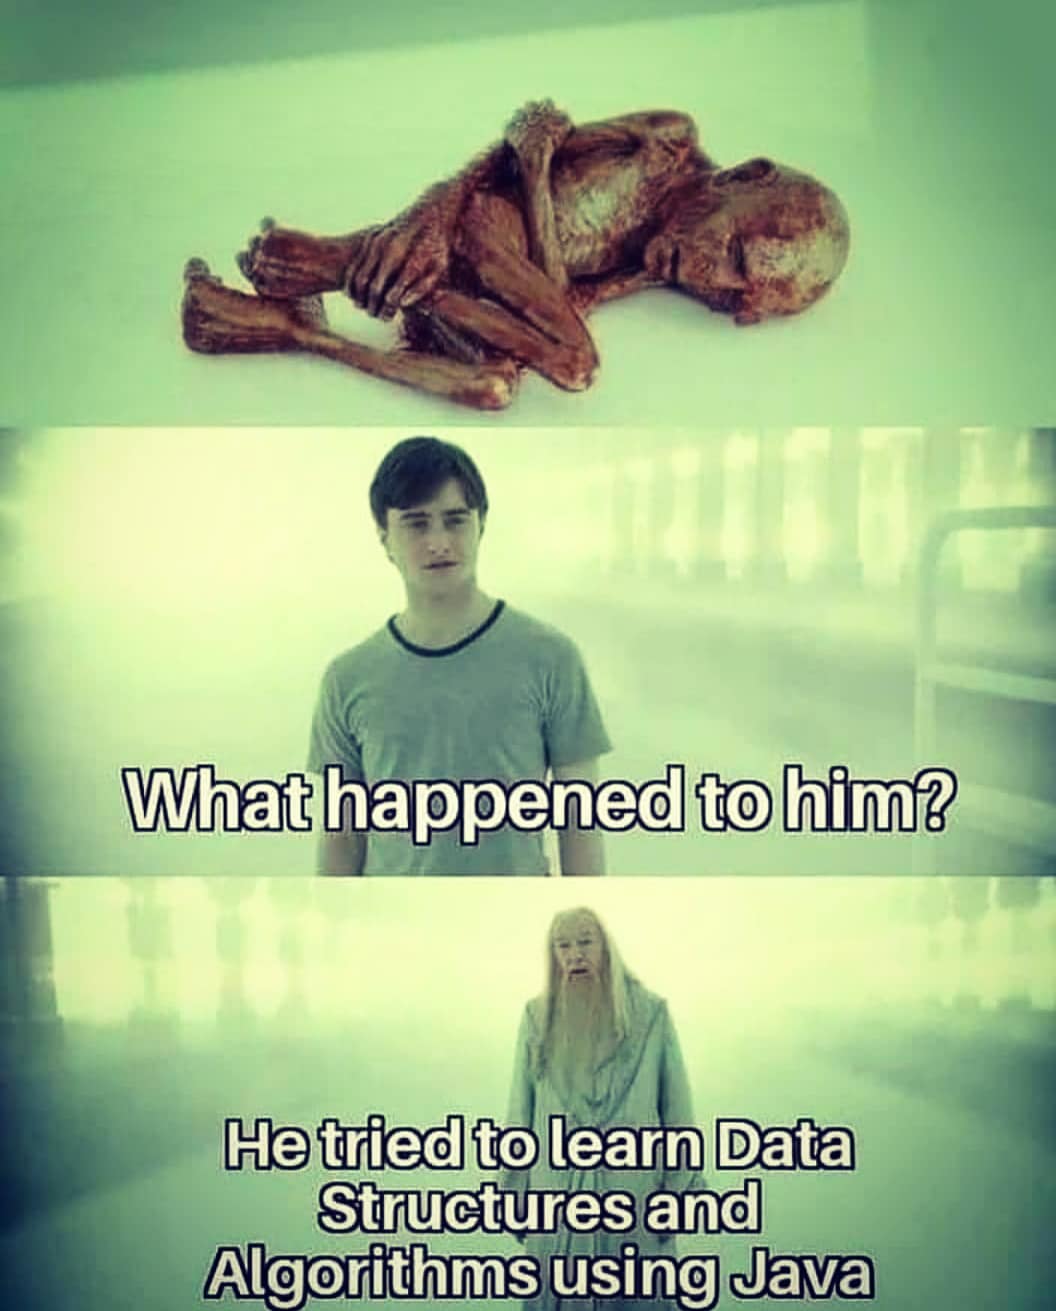 What happened to him?
He tried to learn Data
Structures and
Algorithms using Java